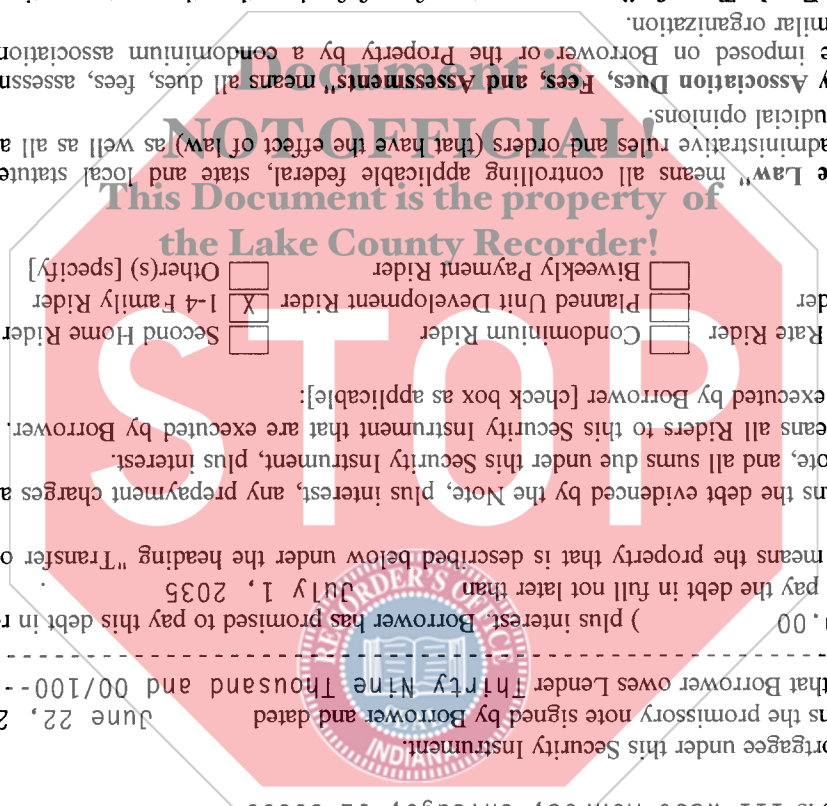 ortgagee under this Security Instrument.
ns the promissory note signed by Borrower and dated June 22, 2
that Borrower owes Lender Thirty Nine Thousand and 00/100--
.00 ) plus interest. Borrower has promised to pay this debt in r
pay the debt in full not later than July 1, 2035 .
means the property that is described below under the heading "Transfer o
ns the debt evidenced by the Note, plus interest, any prepayment charges a
ote, and all sums due under this Security Instrument, plus interest.
eans all Riders to this Security Instrument that are executed by Borrower.
executed by Borrower [check box as applicable]:
Rate Rider Condominium Rider Second Home Rider
der Planned Unit Development Rider X 1-4 Family Rider
Biweekly Payment Rider Other(s) [specify]
e Law" means all controlling applicable federal, state and local statute
administrative rules and orders (that have the effect of law) as well as all a
udicial opinions.
y Association Dues, Fees, and Assessments" means all dues, fees, assessn
e imposed on Borrower or the Property by a condominium association
milar organization.
Document is
NOT OFFICIAL!
This Document is the property of
the Lake County Recorder!
STOP
RECORDER'S OFFICE
SEAL
INDIANA